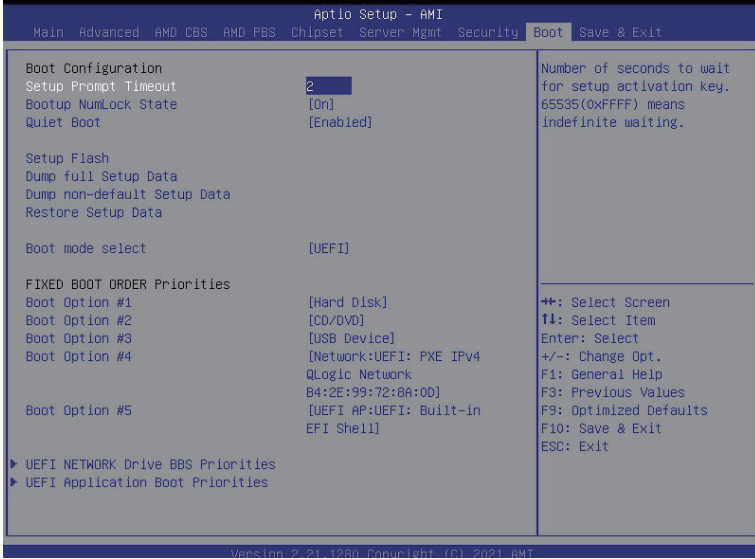 Aptio Setup – AMI
Main Advanced AMD CBS AMD PBS Chipset Server Mgmt Security Boot Save & Exit
Boot Configuration
Setup Prompt Timeout 2
Bootup NumLock State [On]
Quiet Boot [Enabled]
Setup Flash
Dump full Setup Data
Dump non-default Setup Data
Restore Setup Data
Boot mode select [UEFI]
FIXED BOOT ORDER Priorities
Boot Option #1 [Hard Disk]
Boot Option #2 [CD/DVD]
Boot Option #3 [USB Device]
Boot Option #4 [Network:UEFI: PXE IPv4
QLogic Network
B4:2E:99:72:8A:0D]
Boot Option #5 [UEFI AP:UEFI: Built-in
EFI Shell]
UEFI NETWORK Drive BBS Priorities
UEFI Application Boot Priorities
Number of seconds to wait
for setup activation key.
65535(0xFFFF) means
indefinite waiting.
→←: Select Screen
↑↓: Select Item
Enter: Select
+/-: Change Opt.
F1: General Help
F3: Previous Values
F9: Optimized Defaults
F10: Save & Exit
ESC: Exit
Version 2.21.1280 Copyright (C) 2021 AMI